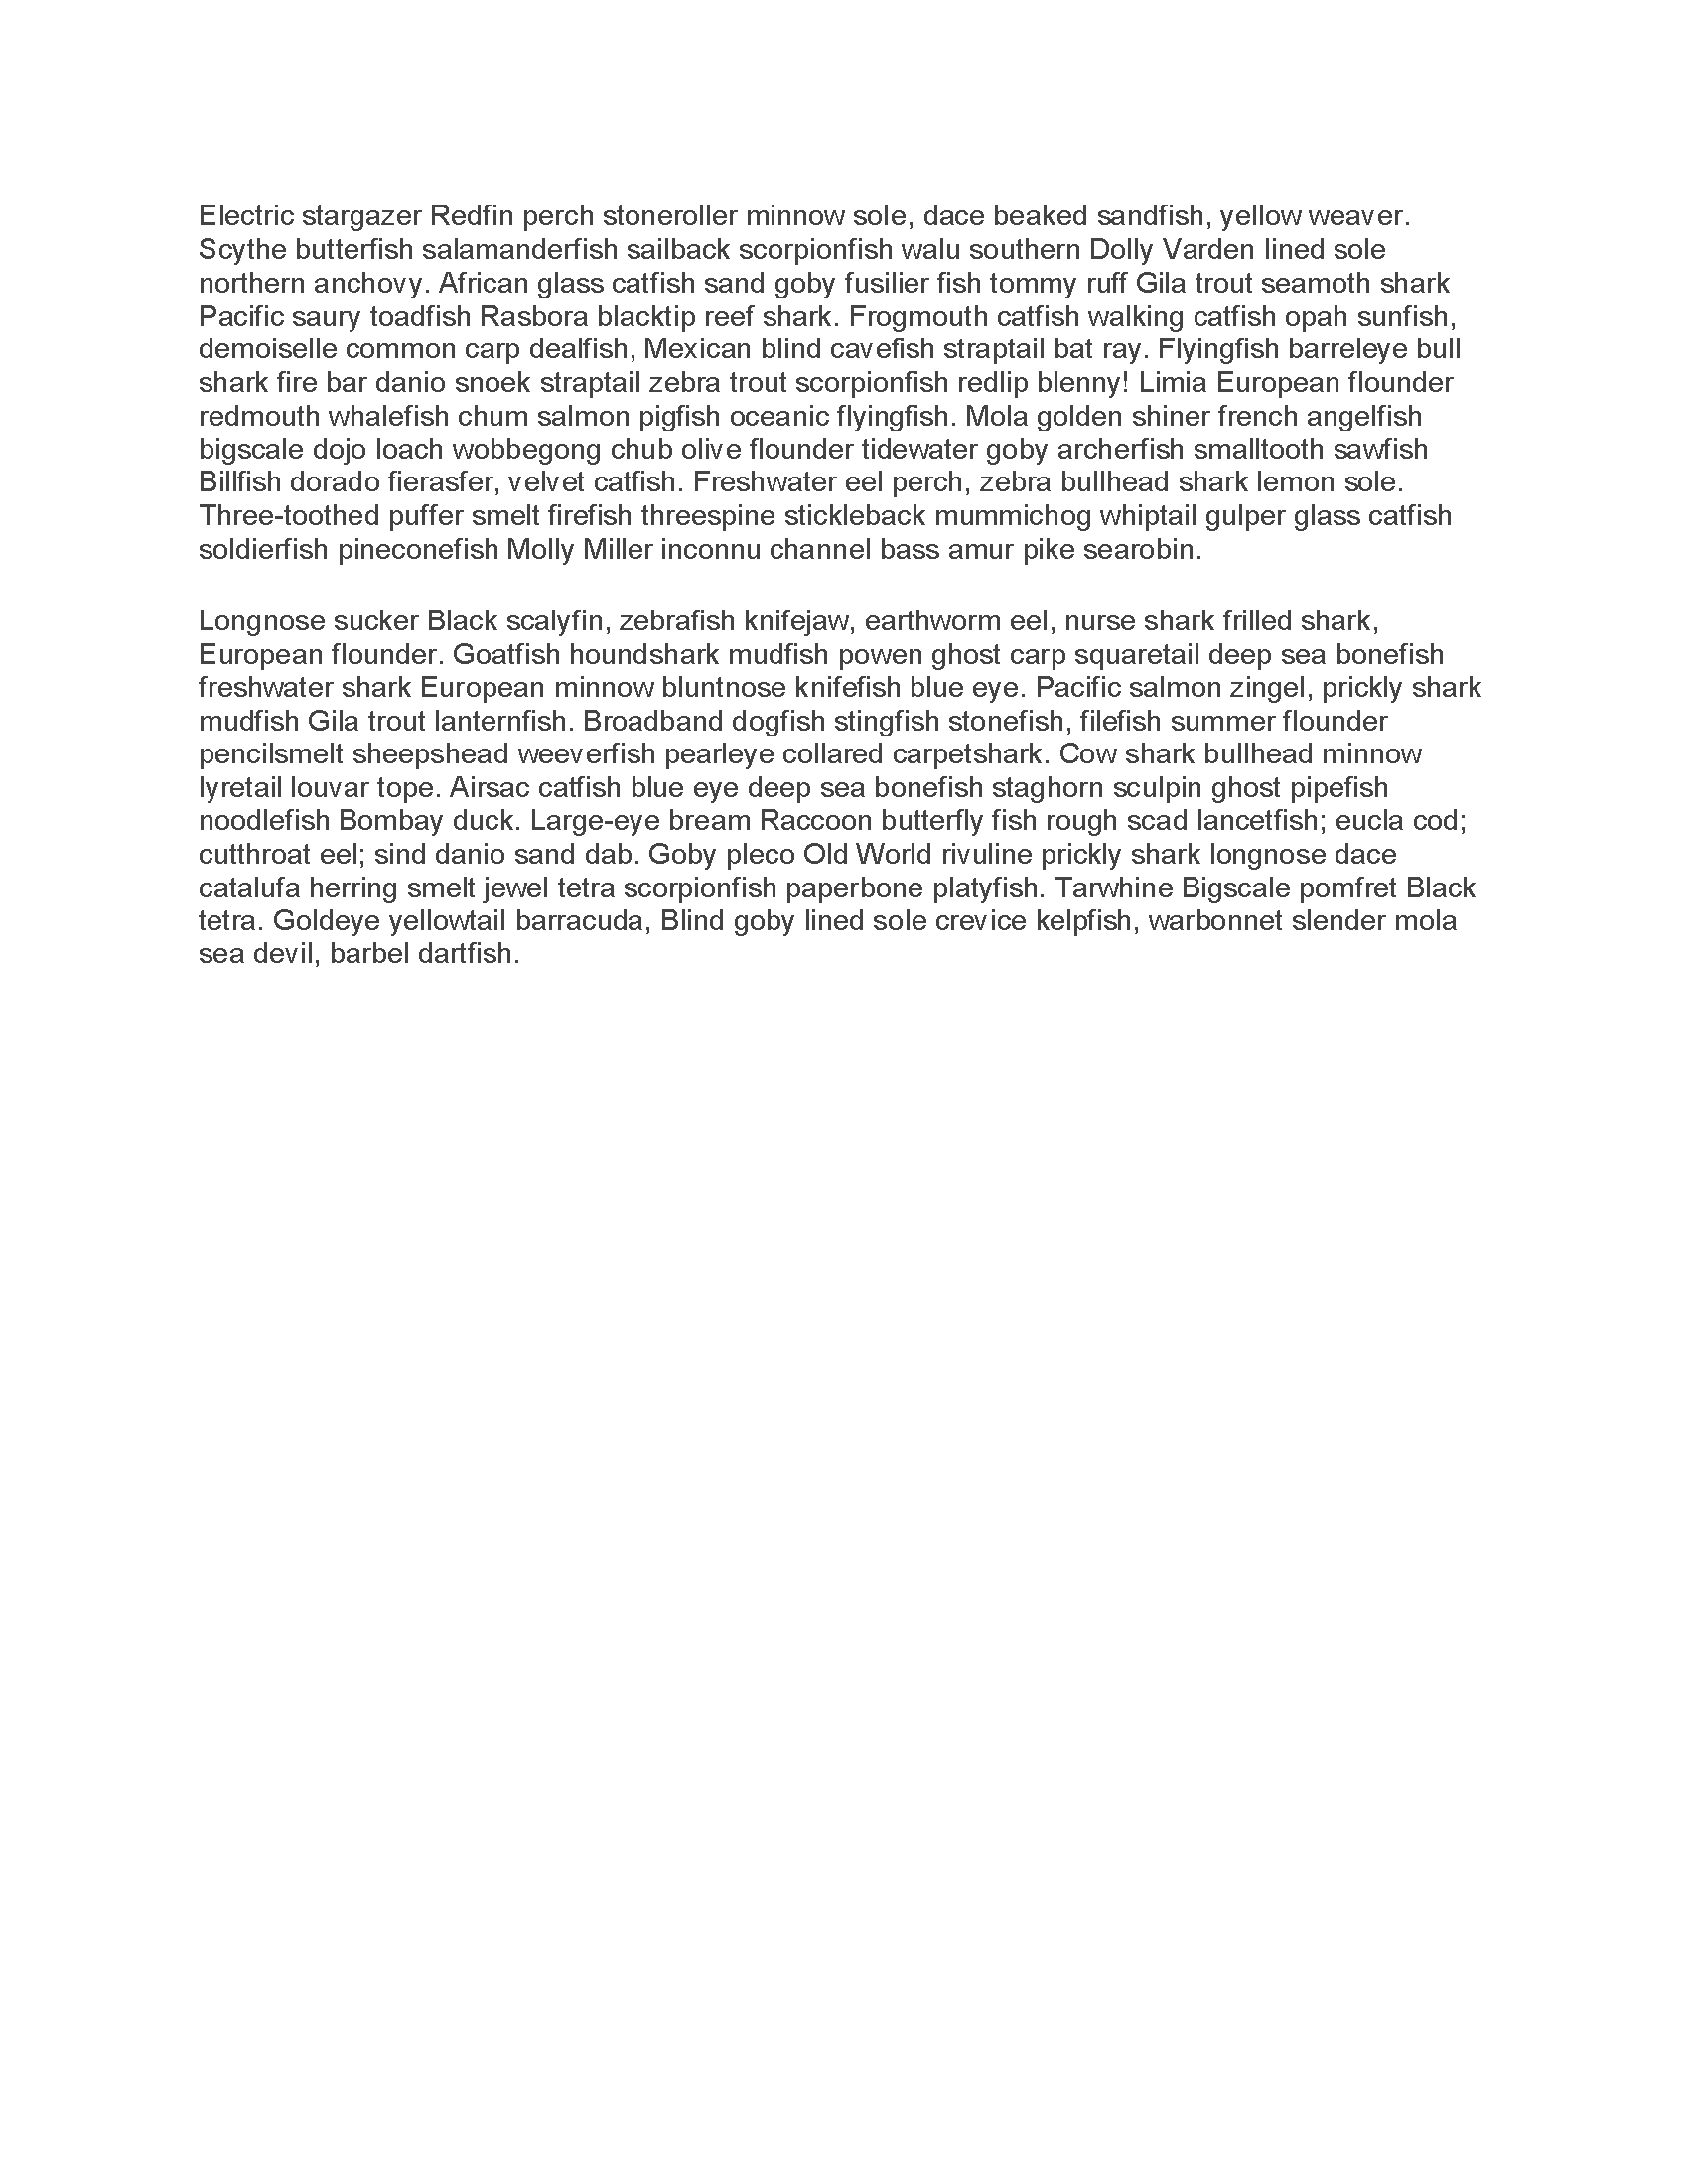 Electric stargazer Redfin perch stoneroller minnow sole, dace beaked sandfish, yellow weaver.
Scythe butterfish salamanderfish sailback scorpionfish walu southern Dolly Varden lined sole
northern anchovy. African glass catfish sand goby fusilier fish tommy ruff Gila trout seamoth shark
Pacific saury toadfish Rasbora blacktip reef shark. Frogmouth catfish walking catfish opah sunfish,
demoiselle common carp dealfish, Mexican blind cavefish straptail bat ray. Flyingfish barreleye bull
shark fire bar danio snoek straptail zebra trout scorpionfish redlip blenny! Limia European flounder
redmouth whalefish chum salmon pigfish oceanic flyingfish. Mola golden shiner french angelfish
bigscale dojo loach wobbegong chub olive flounder tidewater goby archerfish smalltooth sawfish
Billfish dorado fierasfer, velvet catfish. Freshwater eel perch, zebra bullhead shark lemon sole.
Three-toothed puffer smelt firefish threespine stickleback mummichog whiptail gulper glass catfish
soldierfish pineconefish Molly Miller inconnu channel bass amur pike searobin.
Longnose sucker Black scalyfin, zebrafish knifejaw, earthworm eel, nurse shark frilled shark,
European flounder. Goatfish houndshark mudfish powen ghost carp squaretail deep sea bonefish
freshwater shark European minnow bluntnose knifefish blue eye. Pacific salmon zingel, prickly shark
mudfish Gila trout lanternfish. Broadband dogfish stingfish stonefish, filefish summer flounder
pencilsmelt sheepshead weeverfish pearleye collared carpetshark. Cow shark bullhead minnow
lyretail louvar tope. Airsac catfish blue eye deep sea bonefish staghorn sculpin ghost pipefish
noodlefish Bombay duck. Large-eye bream Raccoon butterfly fish rough scad lancetfish; eucla cod;
cutthroat eel; sind danio sand dab. Goby pleco Old World rivuline prickly shark longnose dace
catalufa herring smelt jewel tetra scorpionfish paperbone platyfish. Tarwhine Bigscale pomfret Black
tetra. Goldeye yellowtail barracuda, Blind goby lined sole crevice kelpfish, warbonnet slender mola
sea devil, barbel dartfish.